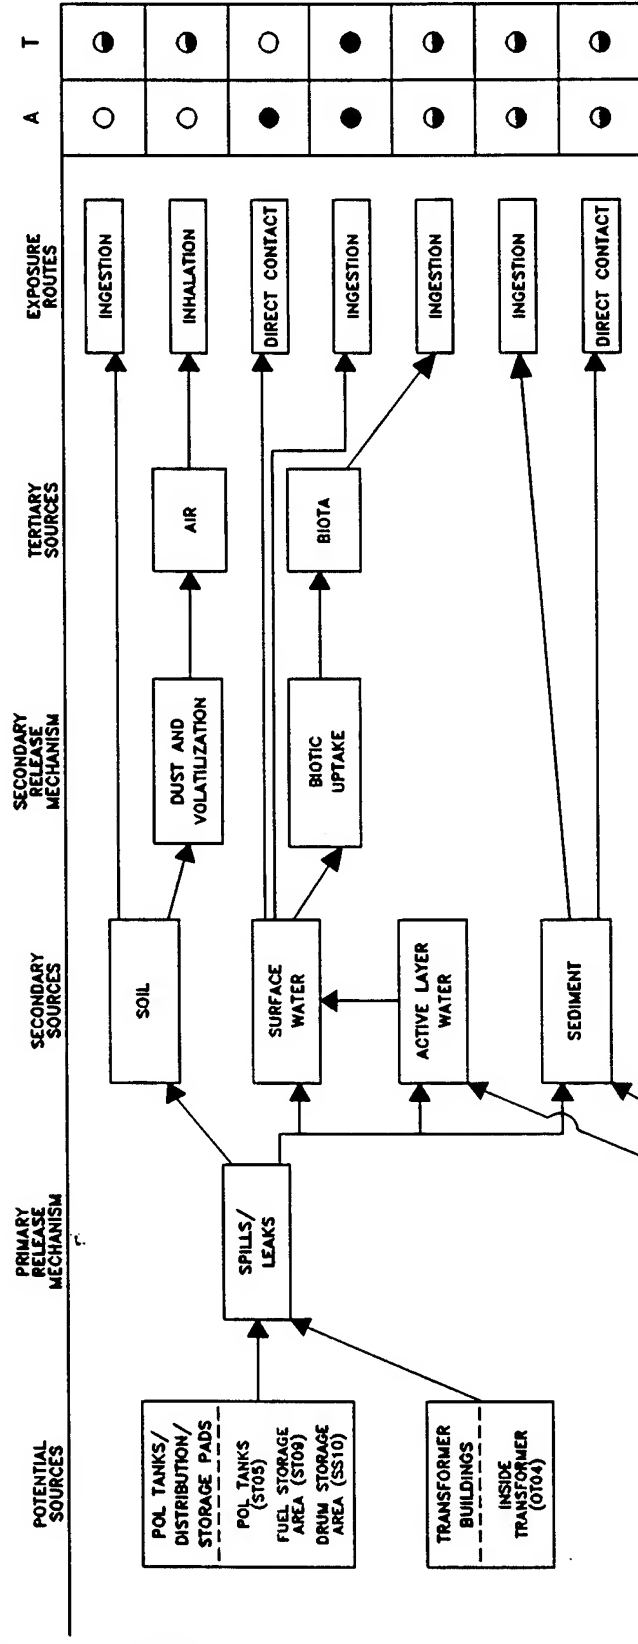 POTENTIAL
SOURCES
PRIMARY
RELEASE
MECHANISM
SECONDARY
SOURCES
SECONDARY
RELEASE
MECHANISM
TERTIARY
SOURCES
EXPOSURE
ROUTES
A
T
POL TANKS/
DISTRIBUTION/
STORAGE PADS
POL TANKS
(ST05)
FUEL STORAGE
AREA (ST09)
DRUM STORAGE
AREA (SS10)
TRANSFORMER
BUILDINGS
INSIDE
TRANSFORMER
(OT04)
SPILLS/
LEAKS
SOIL
SURFACE
WATER
ACTIVE LAYER
WATER
SEDIMENT
DUST AND
VOLATILIZATION
BIOTIC
UPTAKE
AIR
BIOTA
INGESTION
INHALATION
DIRECT CONTACT
INGESTION
INGESTION
INGESTION
DIRECT CONTACT